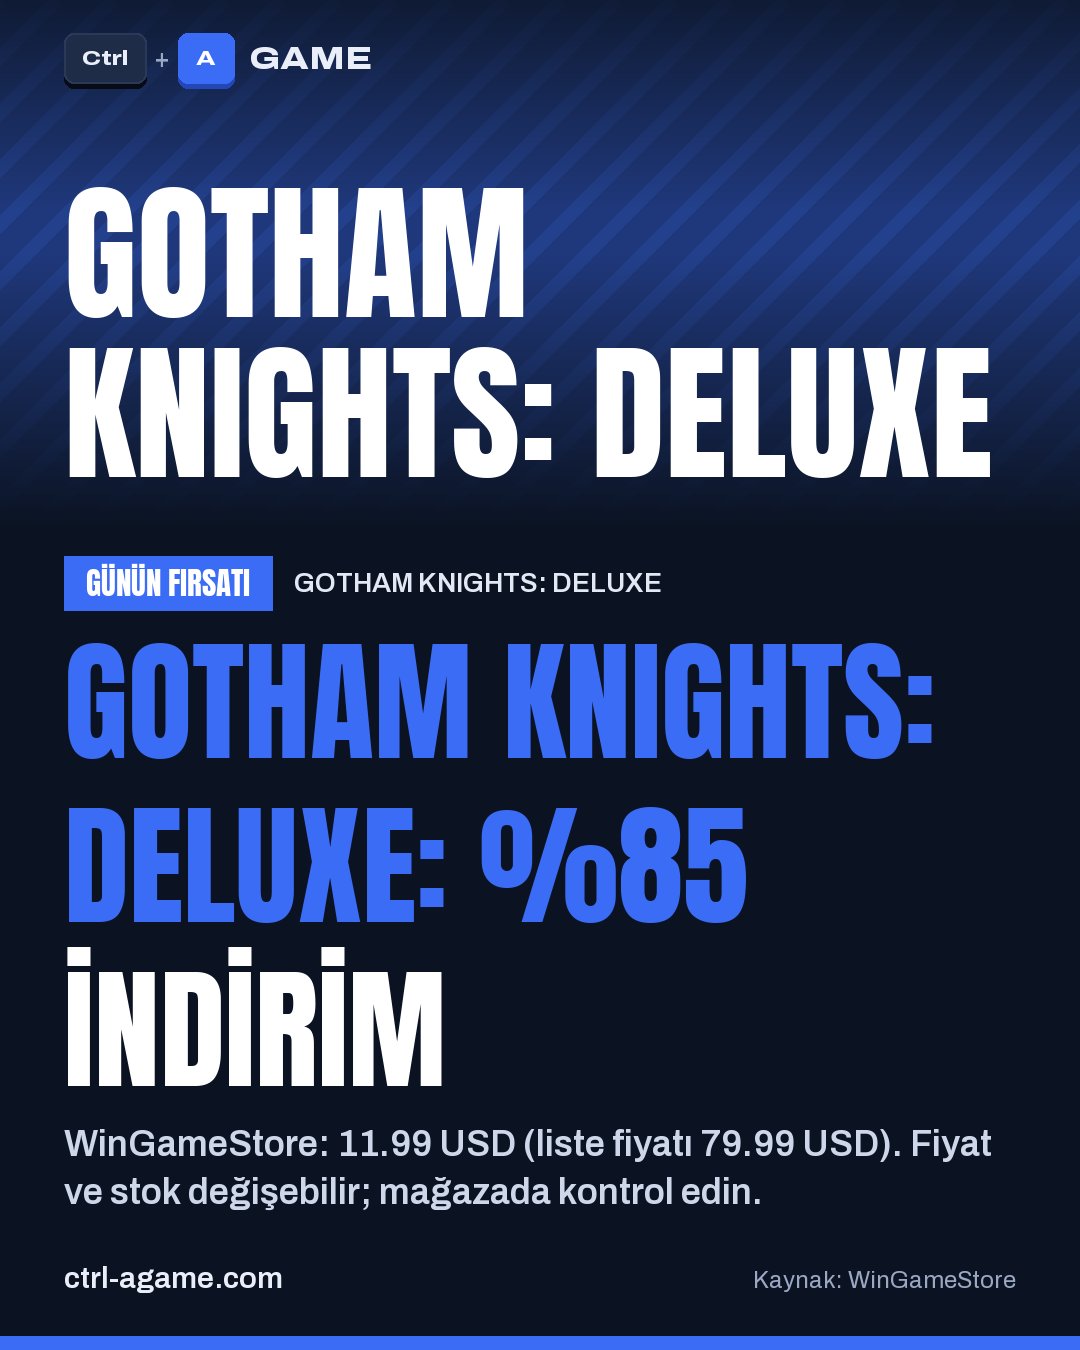 Ctrl + A GAME
GOTHAM
KNIGHTS: DELUXE
GÜNÜN FIRSATI GOTHAM KNIGHTS: DELUXE
GOTHAM KNIGHTS:
DELUXE: %85
İNDİRİM
WinGameStore: 11.99 USD (liste fiyatı 79.99 USD). Fiyat
ve stok değişebilir; mağazada kontrol edin.
ctrl-agame.com Kaynak: WinGameStore